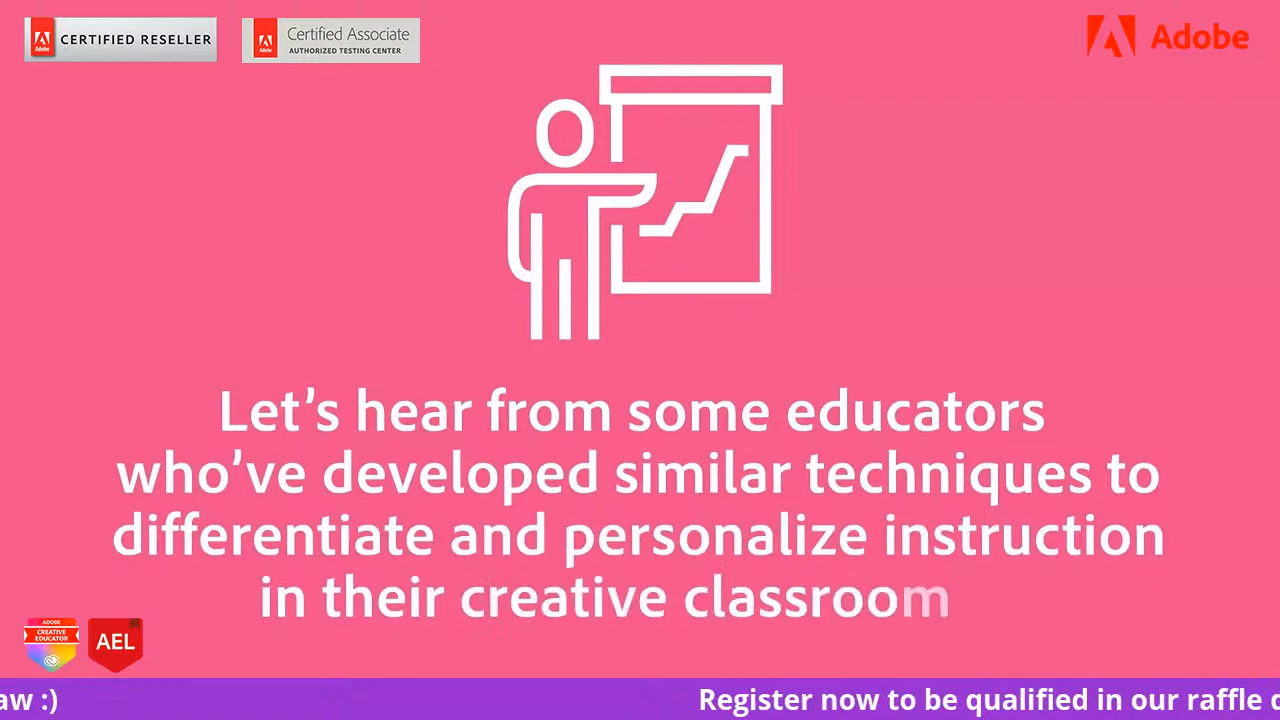 Adobe
CERTIFIED RESELLER
Adobe
Certified Associate
AUTHORIZED TESTING CENTER
Adobe
Let's hear from some educators
who've developed similar techniques to
differentiate and personalize instruction
in their creative classroom
ADOBE
CREATIVE
EDUCATOR
AEL
aw :)
Register now to be qualified in our raffle d